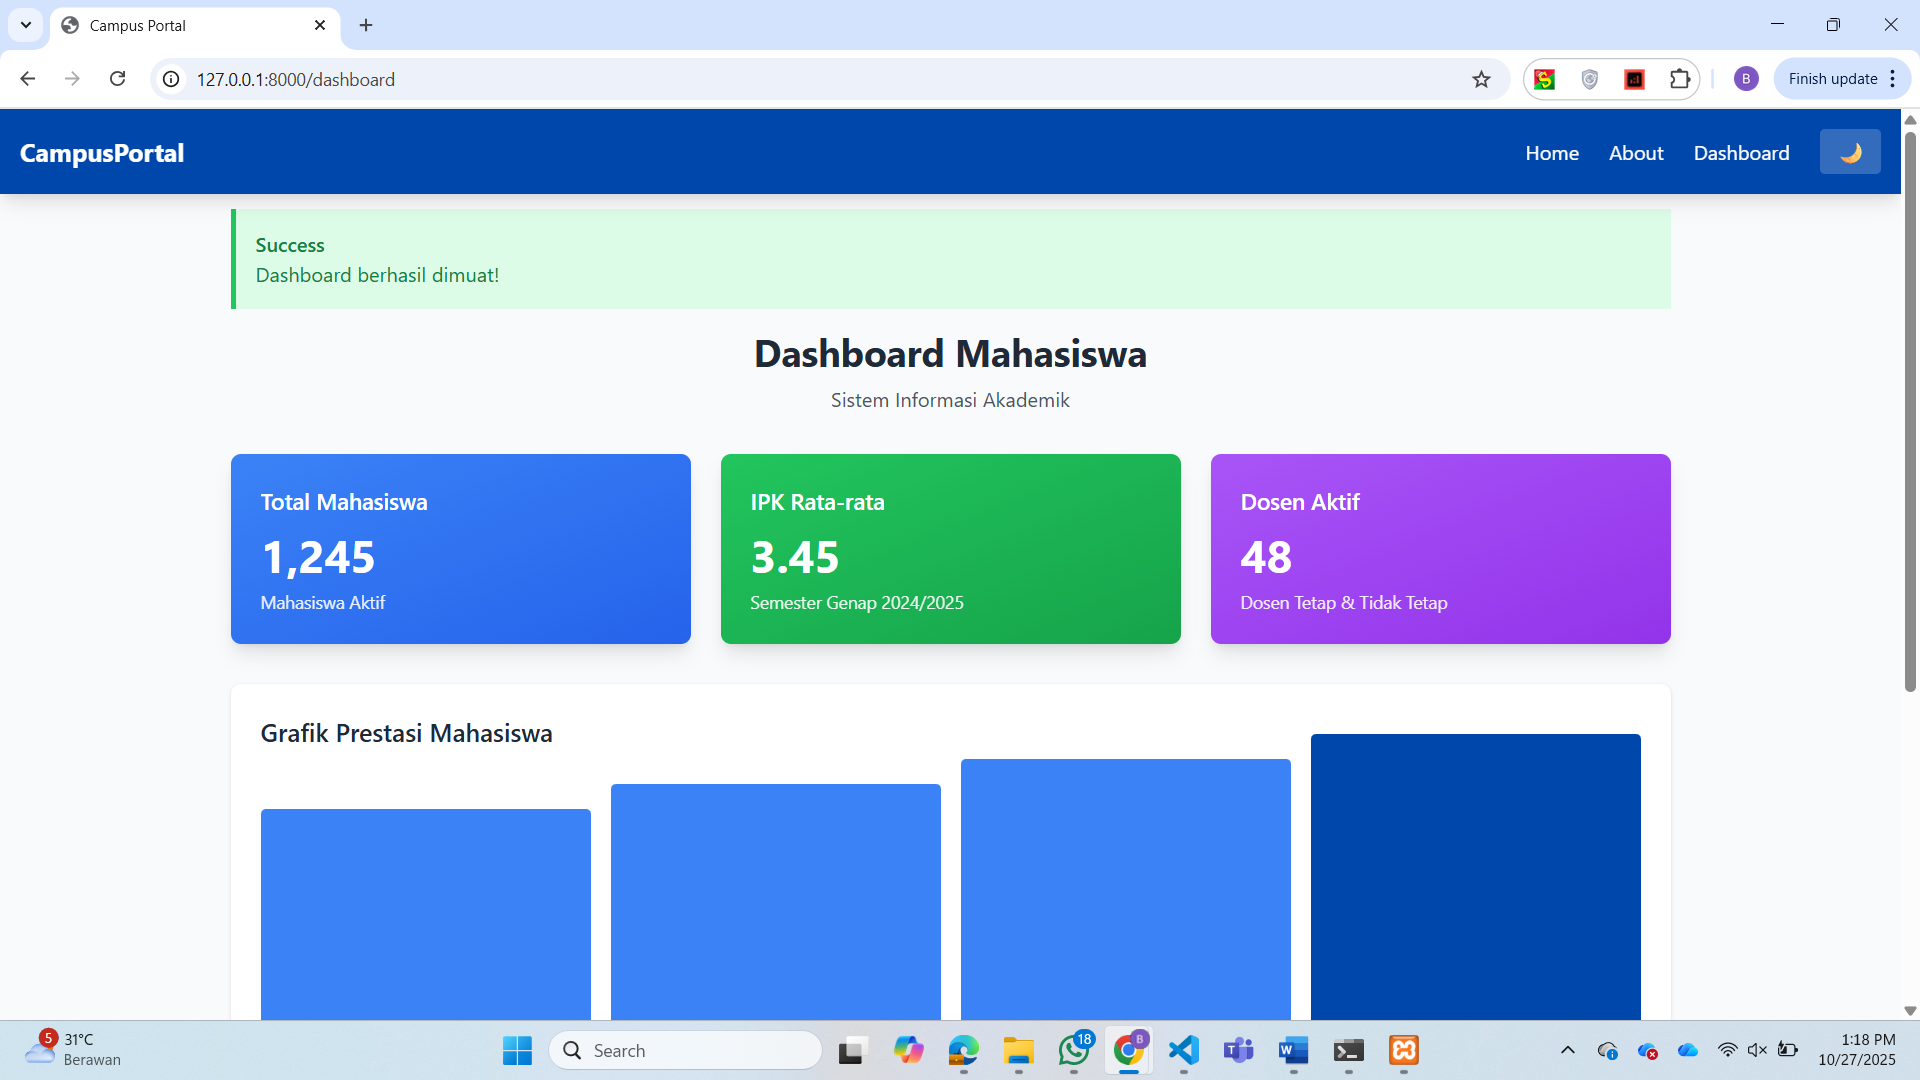 Campus Portal
127.0.0.1:8000/dashboard
B
Finish update
CampusPortal
Home
About
Dashboard
Success
Dashboard berhasil dimuat!
Dashboard Mahasiswa
Sistem Informasi Akademik
Total Mahasiswa
1,245
Mahasiswa Aktif
IPK Rata-rata
3.45
Semester Genap 2024/2025
Dosen Aktif
48
Dosen Tetap & Tidak Tetap
Grafik Prestasi Mahasiswa
5
31°C
Berawan
Search
18
B
1:18 PM
10/27/2025